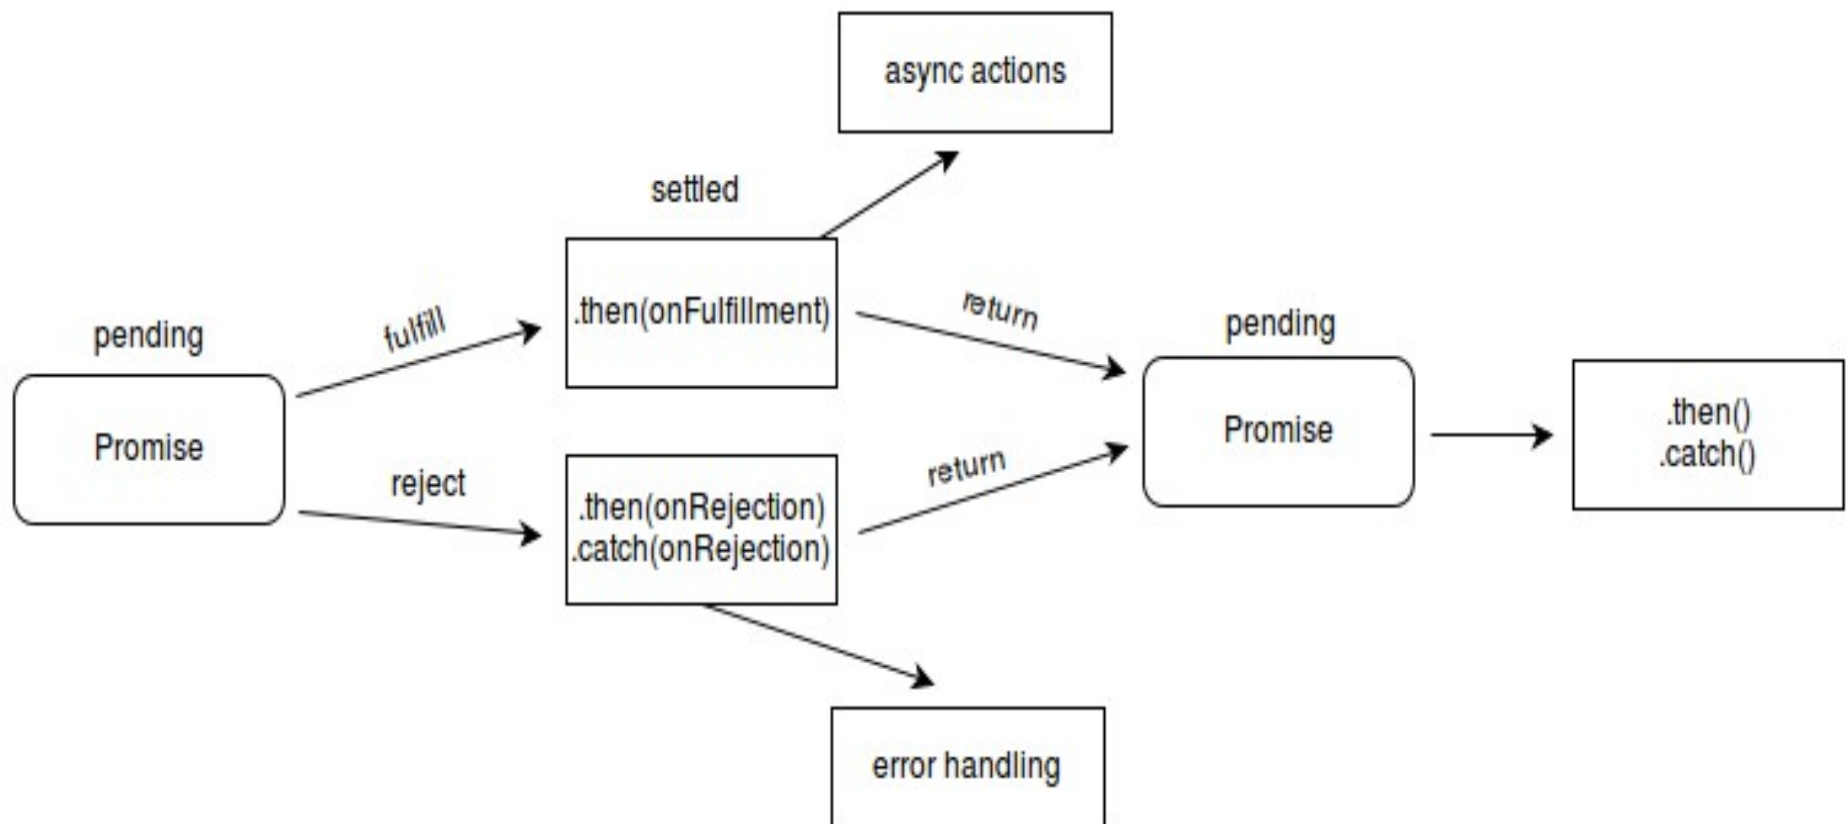 async actions
settled
.then(onFulfillment)
return
pending
fulfill
pending
Promise
Promise
.then()
.catch()
reject
.then(onRejection)
.catch(onRejection)
return
error handling